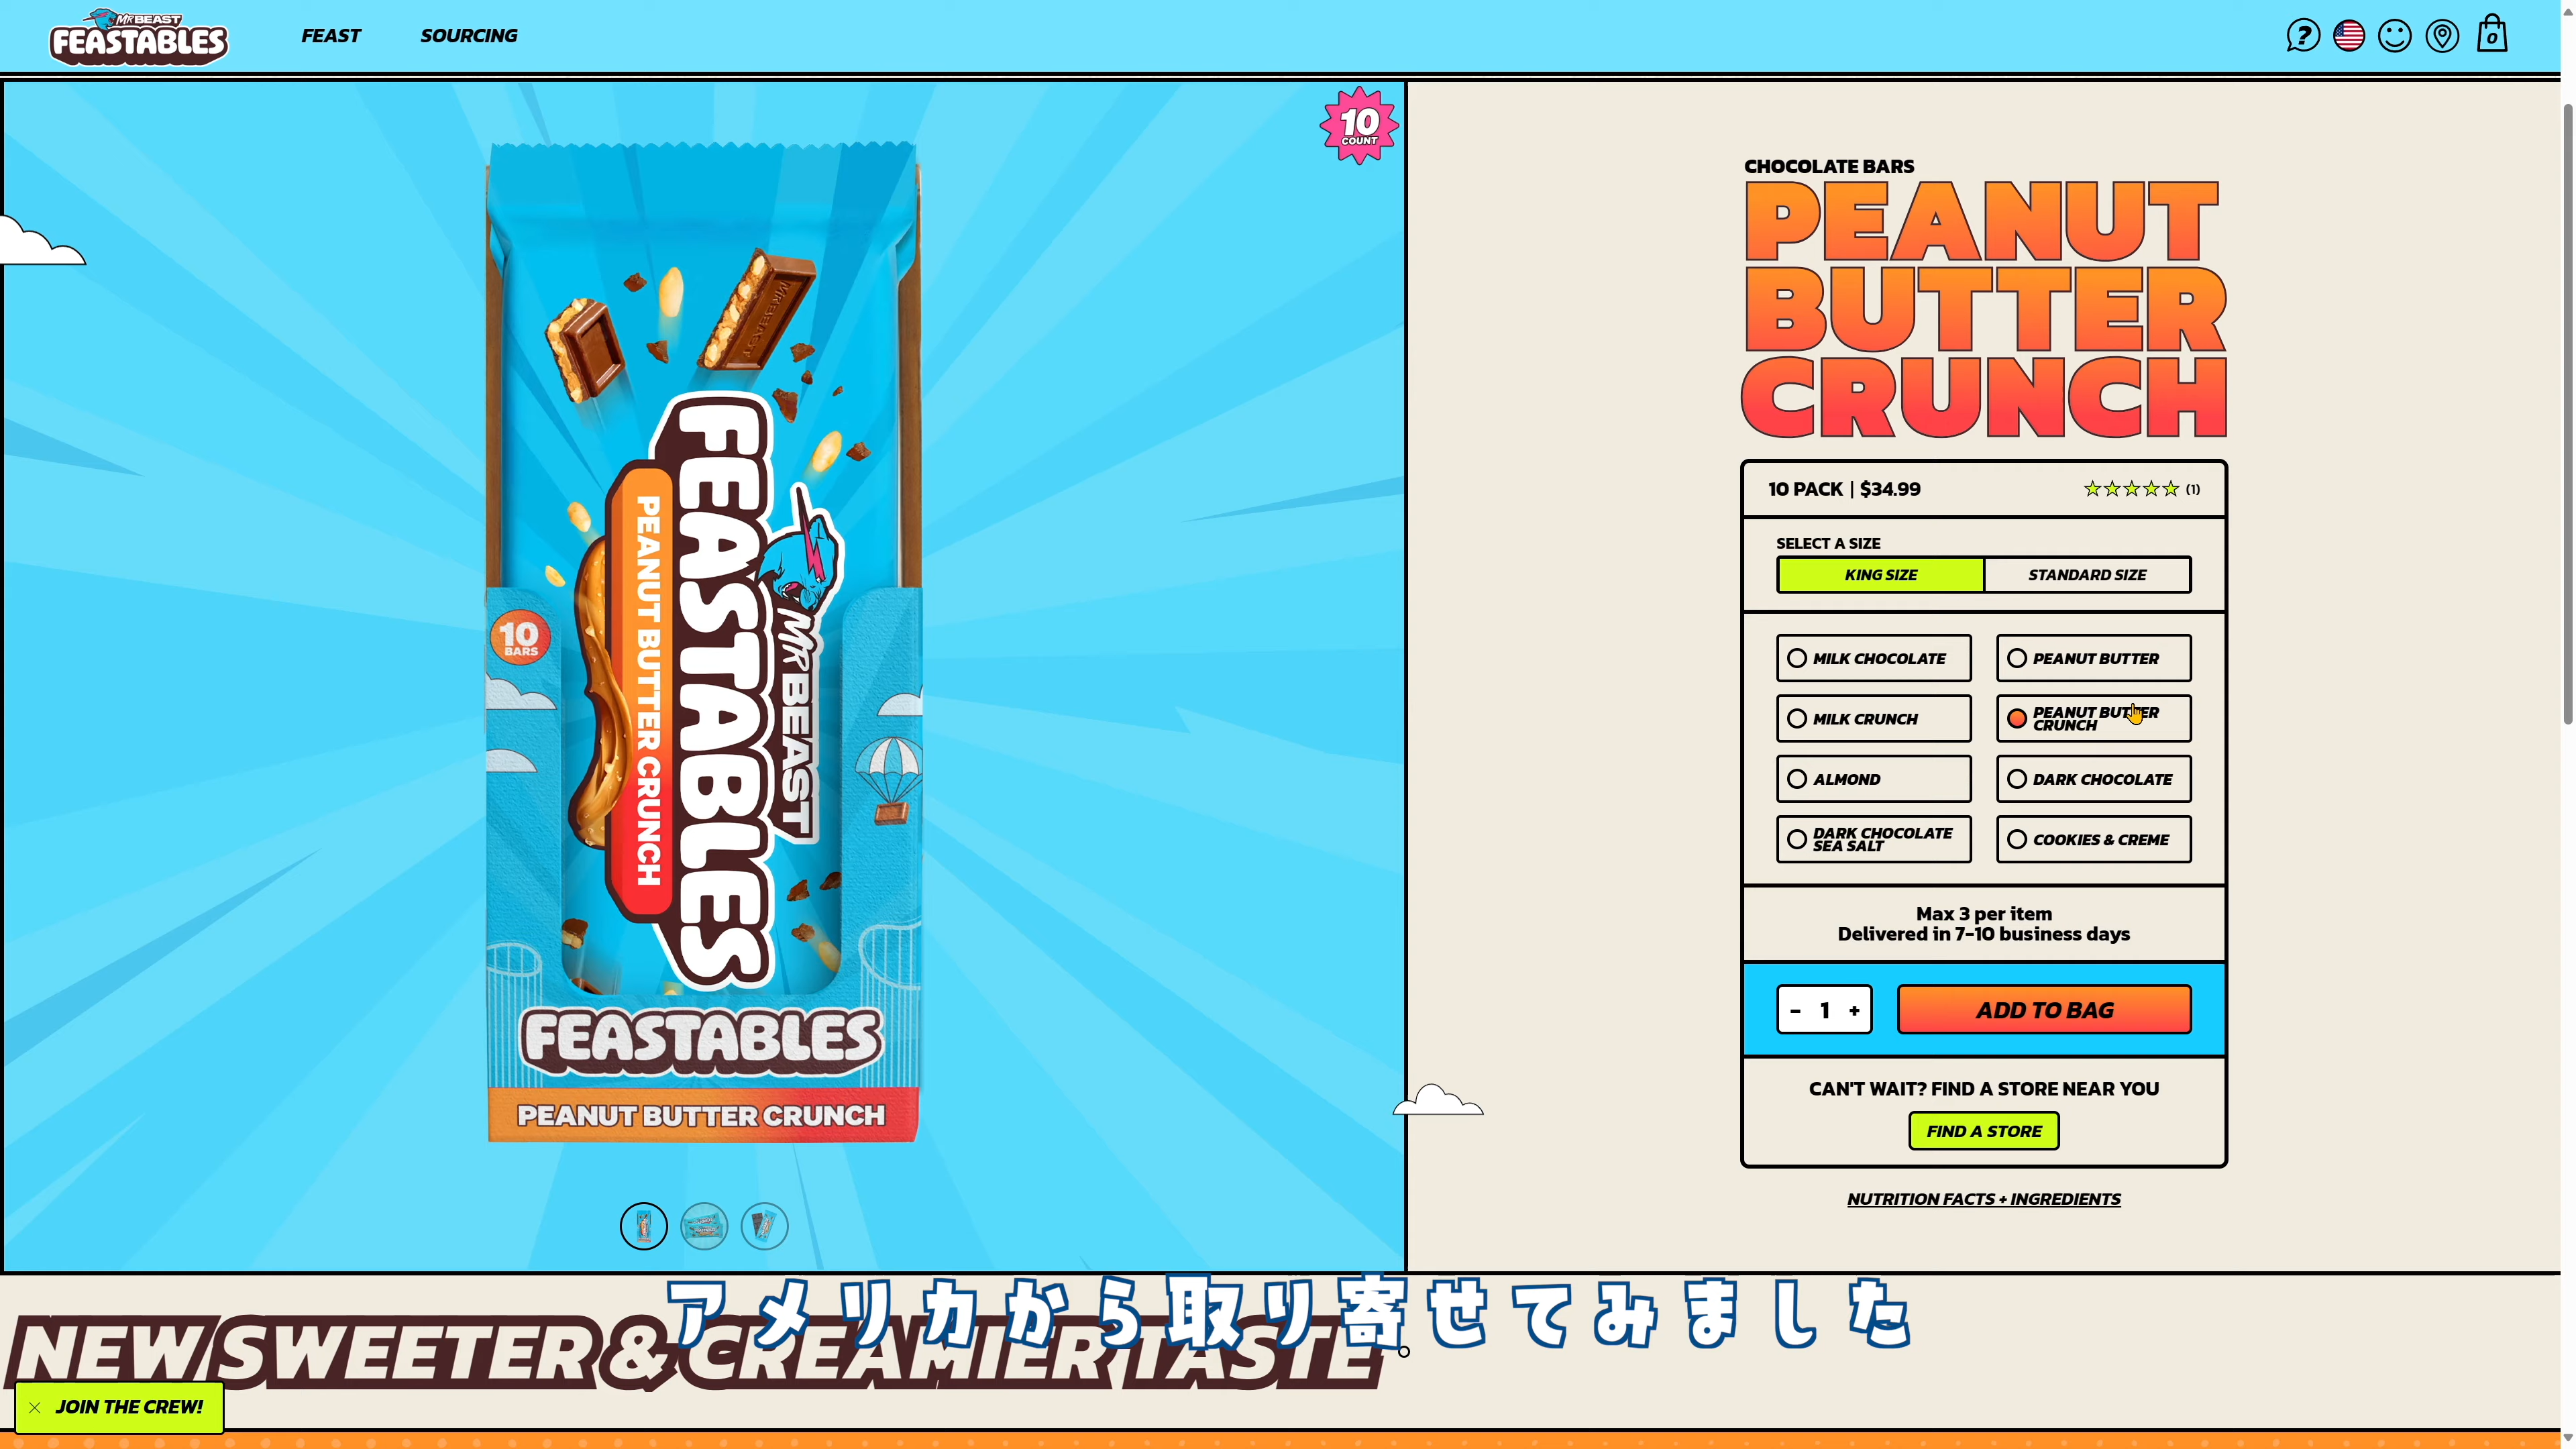 MRBEAST
FEASTABLES
FEAST
SOURCING
?
0
10
COUNT
MRBEAST
FEASTABLES
PEANUT BUTTER CRUNCH
MRBEAST
10
BARS
FEASTABLES
PEANUT BUTTER CRUNCH
CHOCOLATE BARS
PEANUT
BUTTER
CRUNCH
10 PACK | $34.99
(1)
SELECT A SIZE
KING SIZE
STANDARD SIZE
MILK CHOCOLATE
PEANUT BUTTER
MILK CRUNCH
PEANUT BUTTER
CRUNCH
ALMOND
DARK CHOCOLATE
DARK CHOCOLATE
SEA SALT
COOKIES & CREME
Max 3 per item
Delivered in 7-10 business days
- 1 +
ADD TO BAG
CAN'T WAIT? FIND A STORE NEAR YOU
FIND A STORE
NUTRITION FACTS + INGREDIENTS
アメリカから取り寄せてみました
NEW SWEETER & CREAMIER TASTE
× JOIN THE CREW!